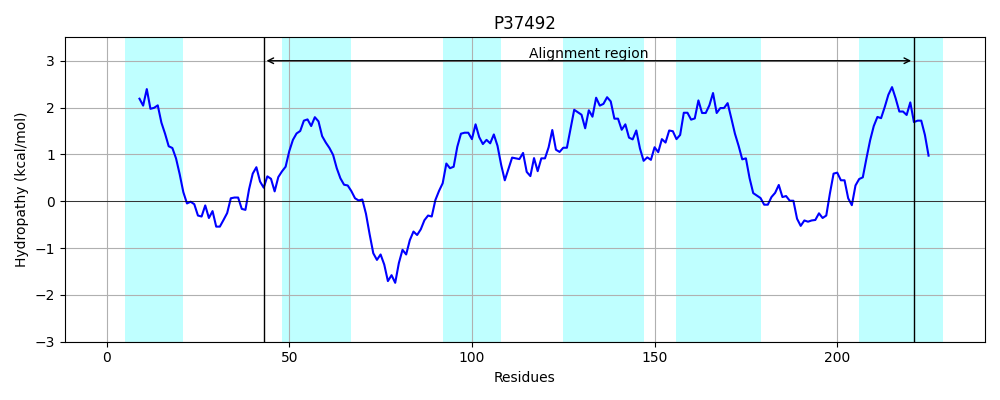 P37492
Alignment region
Hydropathy (kcal/mol)
3
2
1
0
−1
−2
−3
0 50 100 150 200
Residues